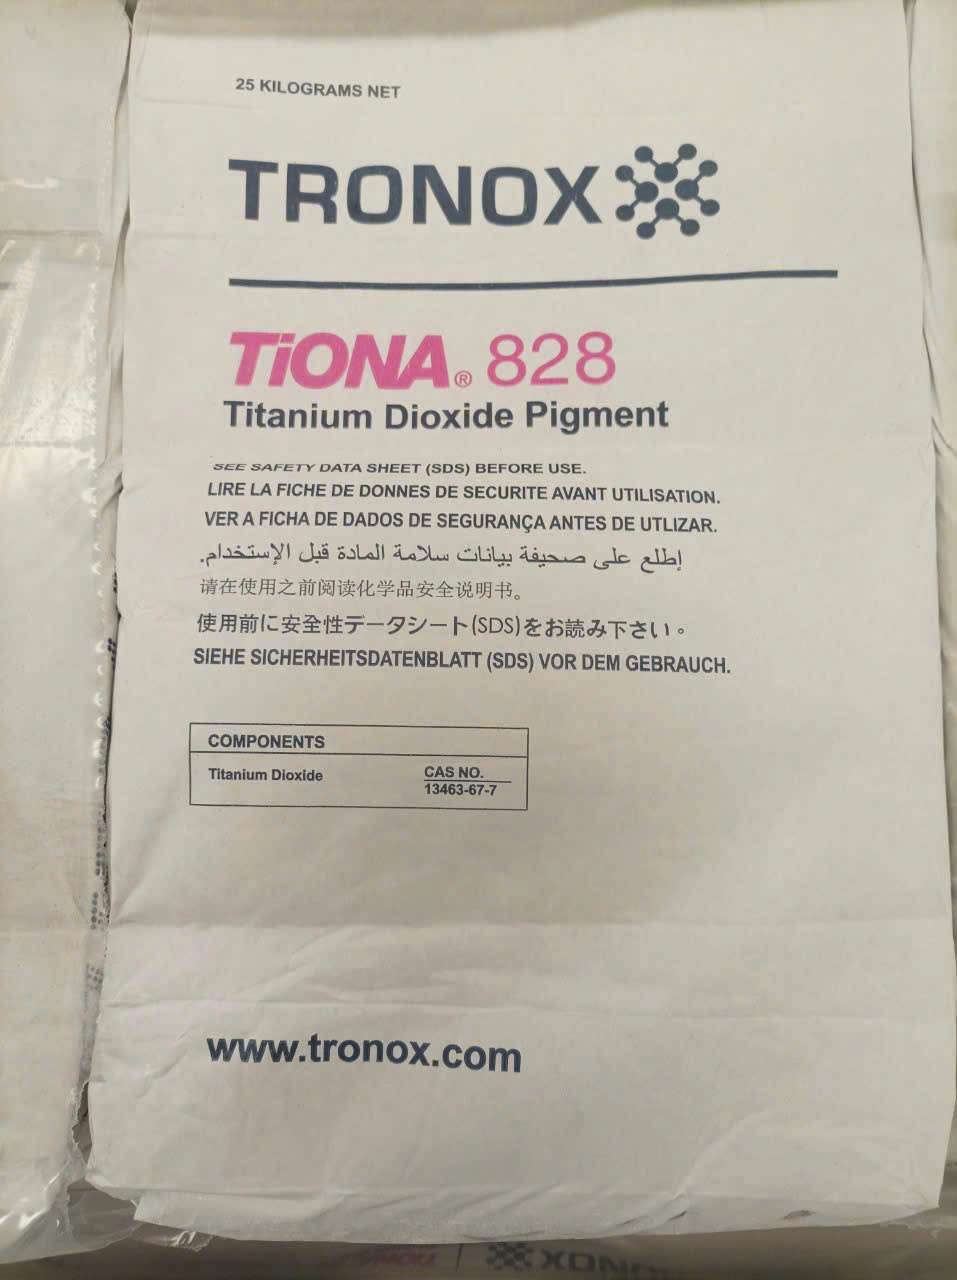 25 KILOGRAMS NET
TRONOX
TiONA® 828
Titanium Dioxide Pigment
SEE SAFETY DATA SHEET (SDS) BEFORE USE.
LIRE LA FICHE DE DONNES DE SECURITE AVANT UTILISATION.
VER A FICHA DE DADOS DE SEGURANÇA ANTES DE UTLIZAR.
إطلع على صحيفة بيانات سلامة المادة قبل الإستخدام.
请在使用之前阅读化学品安全说明书。
使用前に安全性データシート(SDS)をお読み下さい。
SIEHE SICHERHEITSDATENBLATT (SDS) VOR DEM GEBRAUCH.
COMPONENTS
Titanium Dioxide CAS NO.
13463-67-7
www.tronox.com